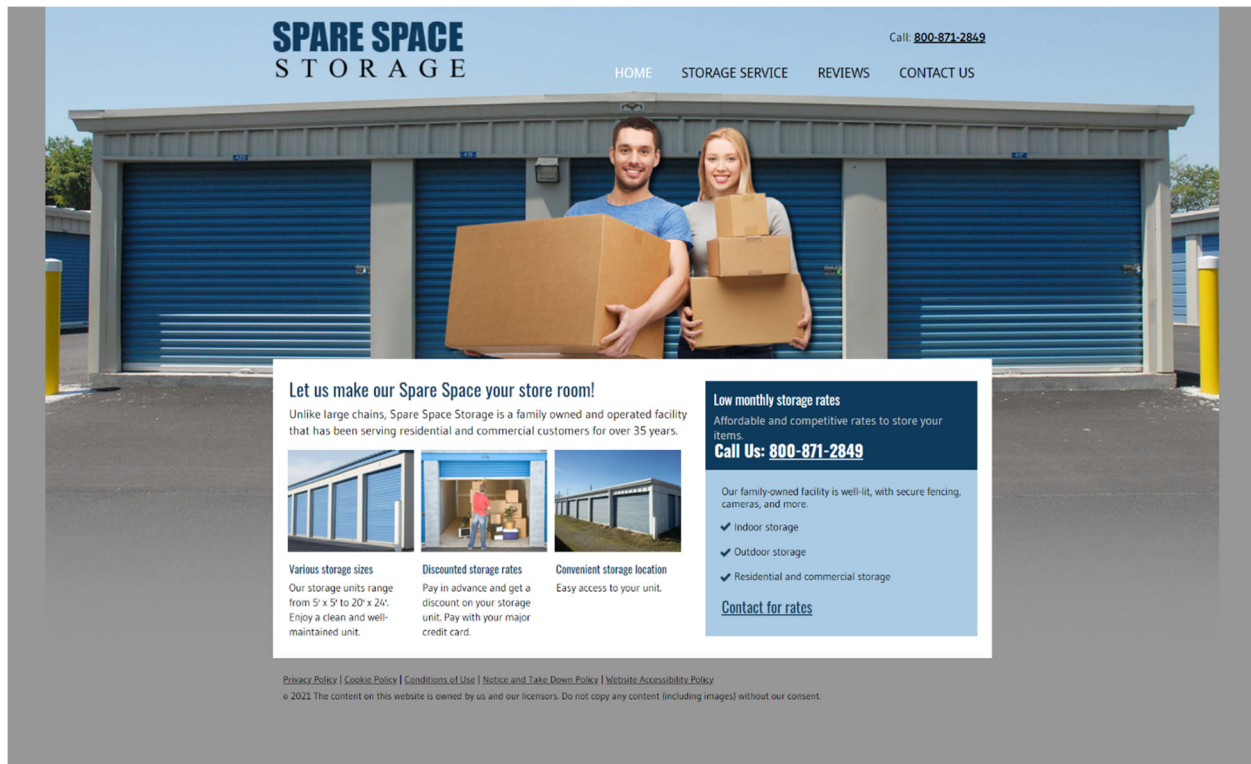 SPARE SPACE
STORAGE
Call: 800-871-2849
HOME STORAGE SERVICE REVIEWS CONTACT US
Let us make our Spare Space your store room!
Unlike large chains, Spare Space Storage is a family owned and operated facility
that has been serving residential and commercial customers for over 35 years.
Various storage sizes
Our storage units range
from 5' x 5' to 20' x 24'.
Enjoy a clean and well-
maintained unit.
Discounted storage rates
Pay in advance and get a
discount on your storage
unit. Pay with your major
credit card.
Convenient storage location
Easy access to your unit.
Low monthly storage rates
Affordable and competitive rates to store your
items.
Call Us: 800-871-2849
Our family-owned facility is well-lit, with secure fencing,
cameras, and more.
Indoor storage
Outdoor storage
Residential and commercial storage
Contact for rates
Privacy Policy | Cookie Policy | Conditions of Use | Notice and Take Down Policy | Website Accessibility Policy
© 2021 The content on this website is owned by us and our licensors. Do not copy any content (including images) without our consent.